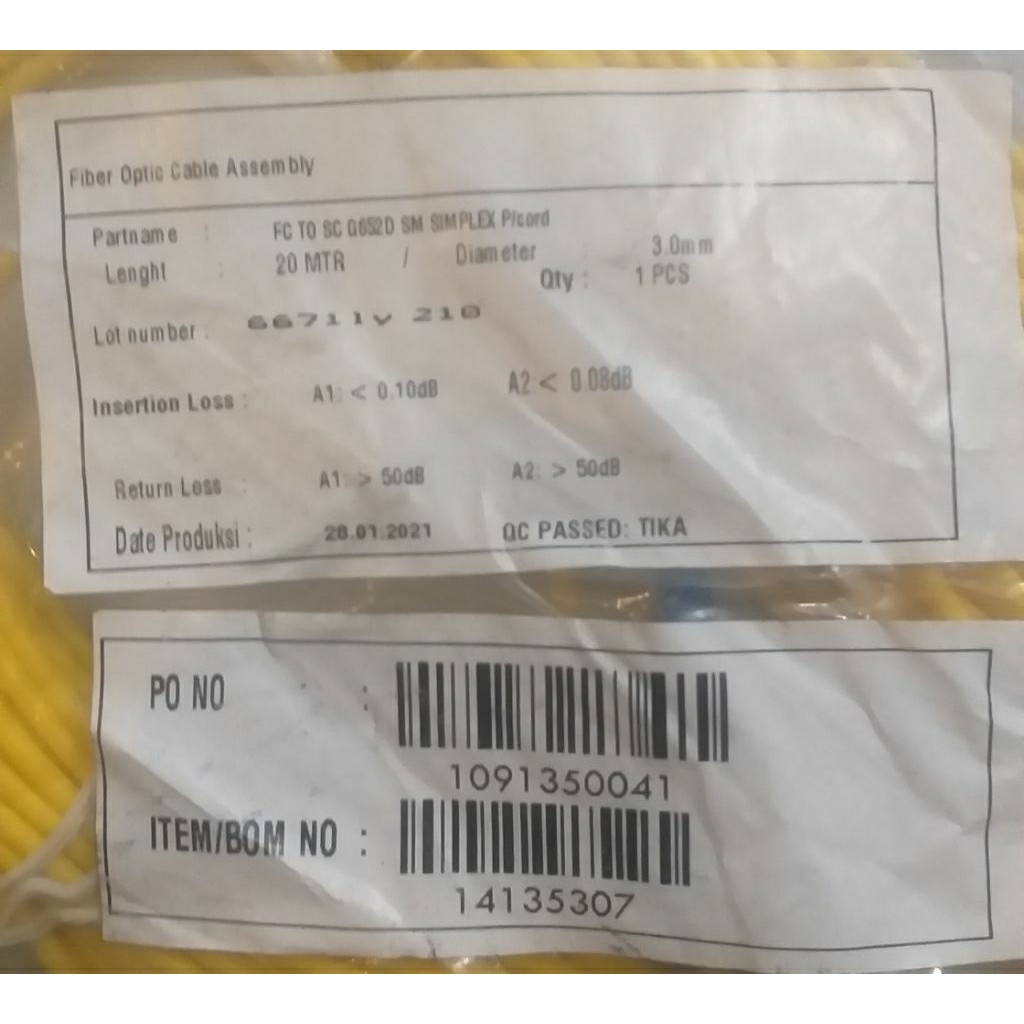 Fiber Optic Cable Assembly
Partname : FC TO SC G652D SM SIMPLEX P/cord
Lenght : 20 MTR / Diameter : 3.0mm
Qty : 1 PCS
Lot number : 66711v 210
Insertion Loss : A1: < 0.10dB A2 < 0.08dB
Return Loss : A1: > 50dB A2: > 50dB
Date Produksi : 28.01.2021 QC PASSED: TIKA
PO NO :
1091350041
ITEM/BOM NO :
14135307